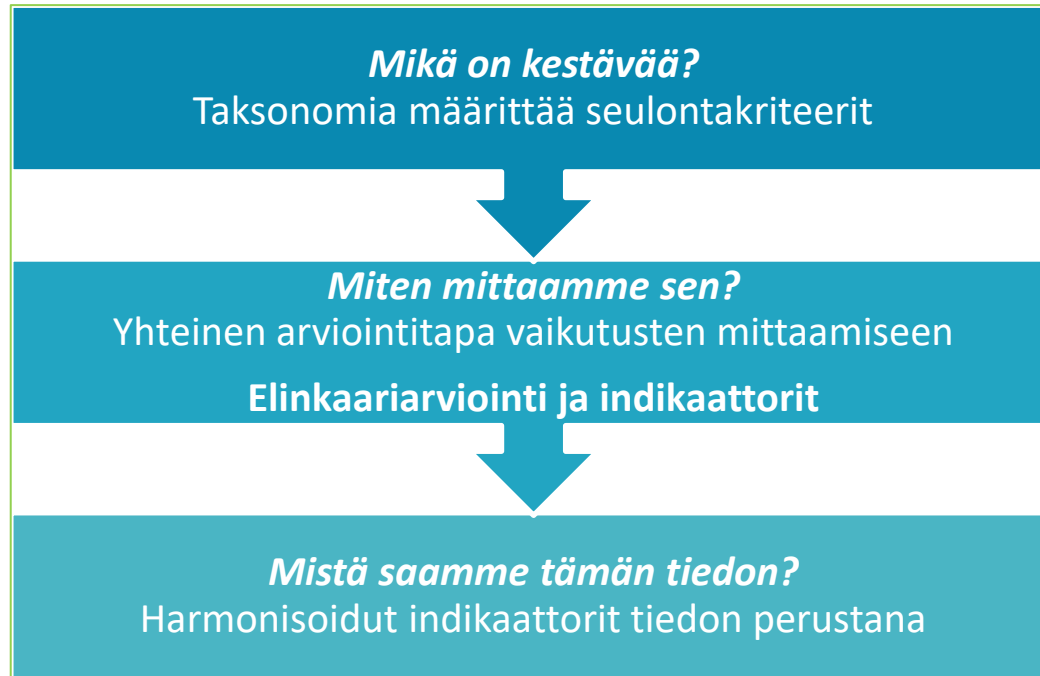 Mikä on kestävää?
Taksonomia määrittää seulontakriteerit
Miten mittaamme sen?
Yhteinen arviointitapa vaikutusten mittaamiseen
Elinkaariarviointi ja indikaattorit
Mistä saamme tämän tiedon?
Harmonisoidut indikaattorit tiedon perustana